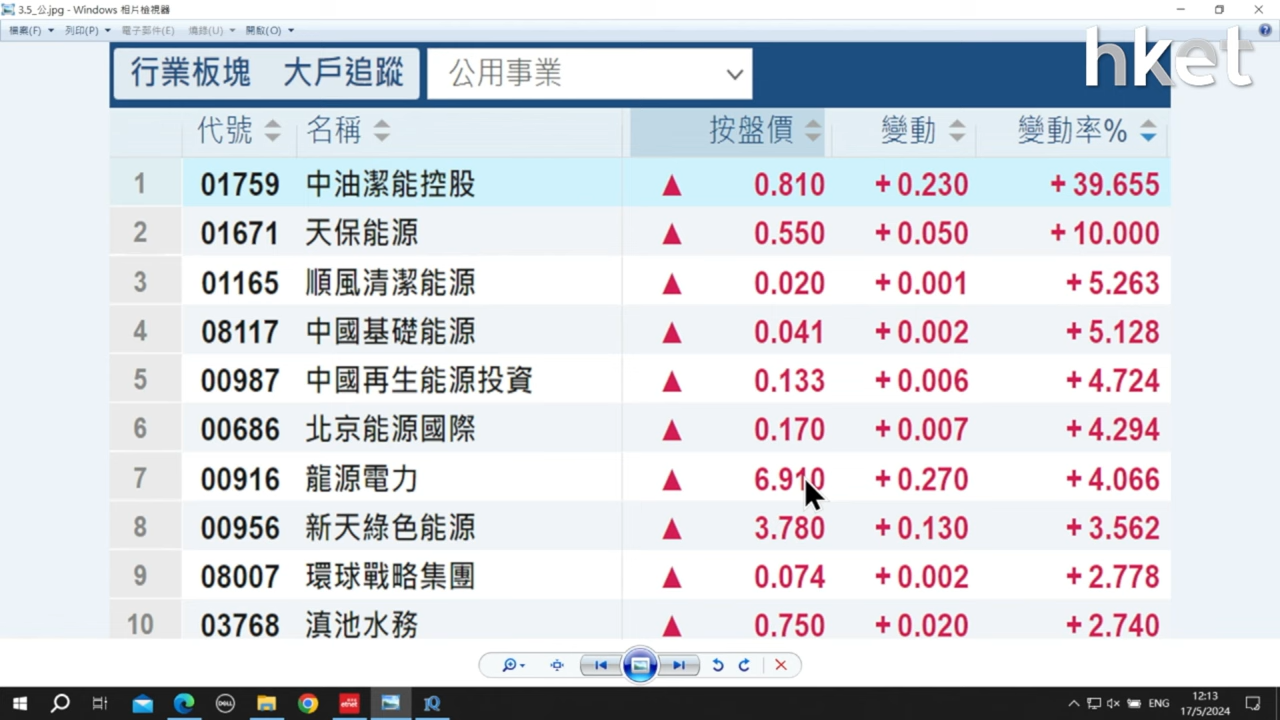 3.5_公.jpg - Windows 相片檢視器
檔案(F) 列印(P) 電子郵件(E) 燒錄(U) 開啟(O)
hket
行業板塊 大戶追蹤 公用事業
代號 名稱 按盤價 變動 變動率%
1 01759 中油潔能控股 ▲ 0.810 +0.230 +39.655
2 01671 天保能源 ▲ 0.550 +0.050 +10.000
3 01165 順風清潔能源 ▲ 0.020 +0.001 +5.263
4 08117 中國基礎能源 ▲ 0.041 +0.002 +5.128
5 00987 中國再生能源投資 ▲ 0.133 +0.006 +4.724
6 00686 北京能源國際 ▲ 0.170 +0.007 +4.294
7 00916 龍源電力 ▲ 6.910 +0.270 +4.066
8 00956 新天綠色能源 ▲ 3.780 +0.130 +3.562
9 08007 環球戰略集團 ▲ 0.074 +0.002 +2.778
10 03768 滇池水務 ▲ 0.750 +0.020 +2.740
DELL
etnet
IQ
ENG
12:13
17/5/2024